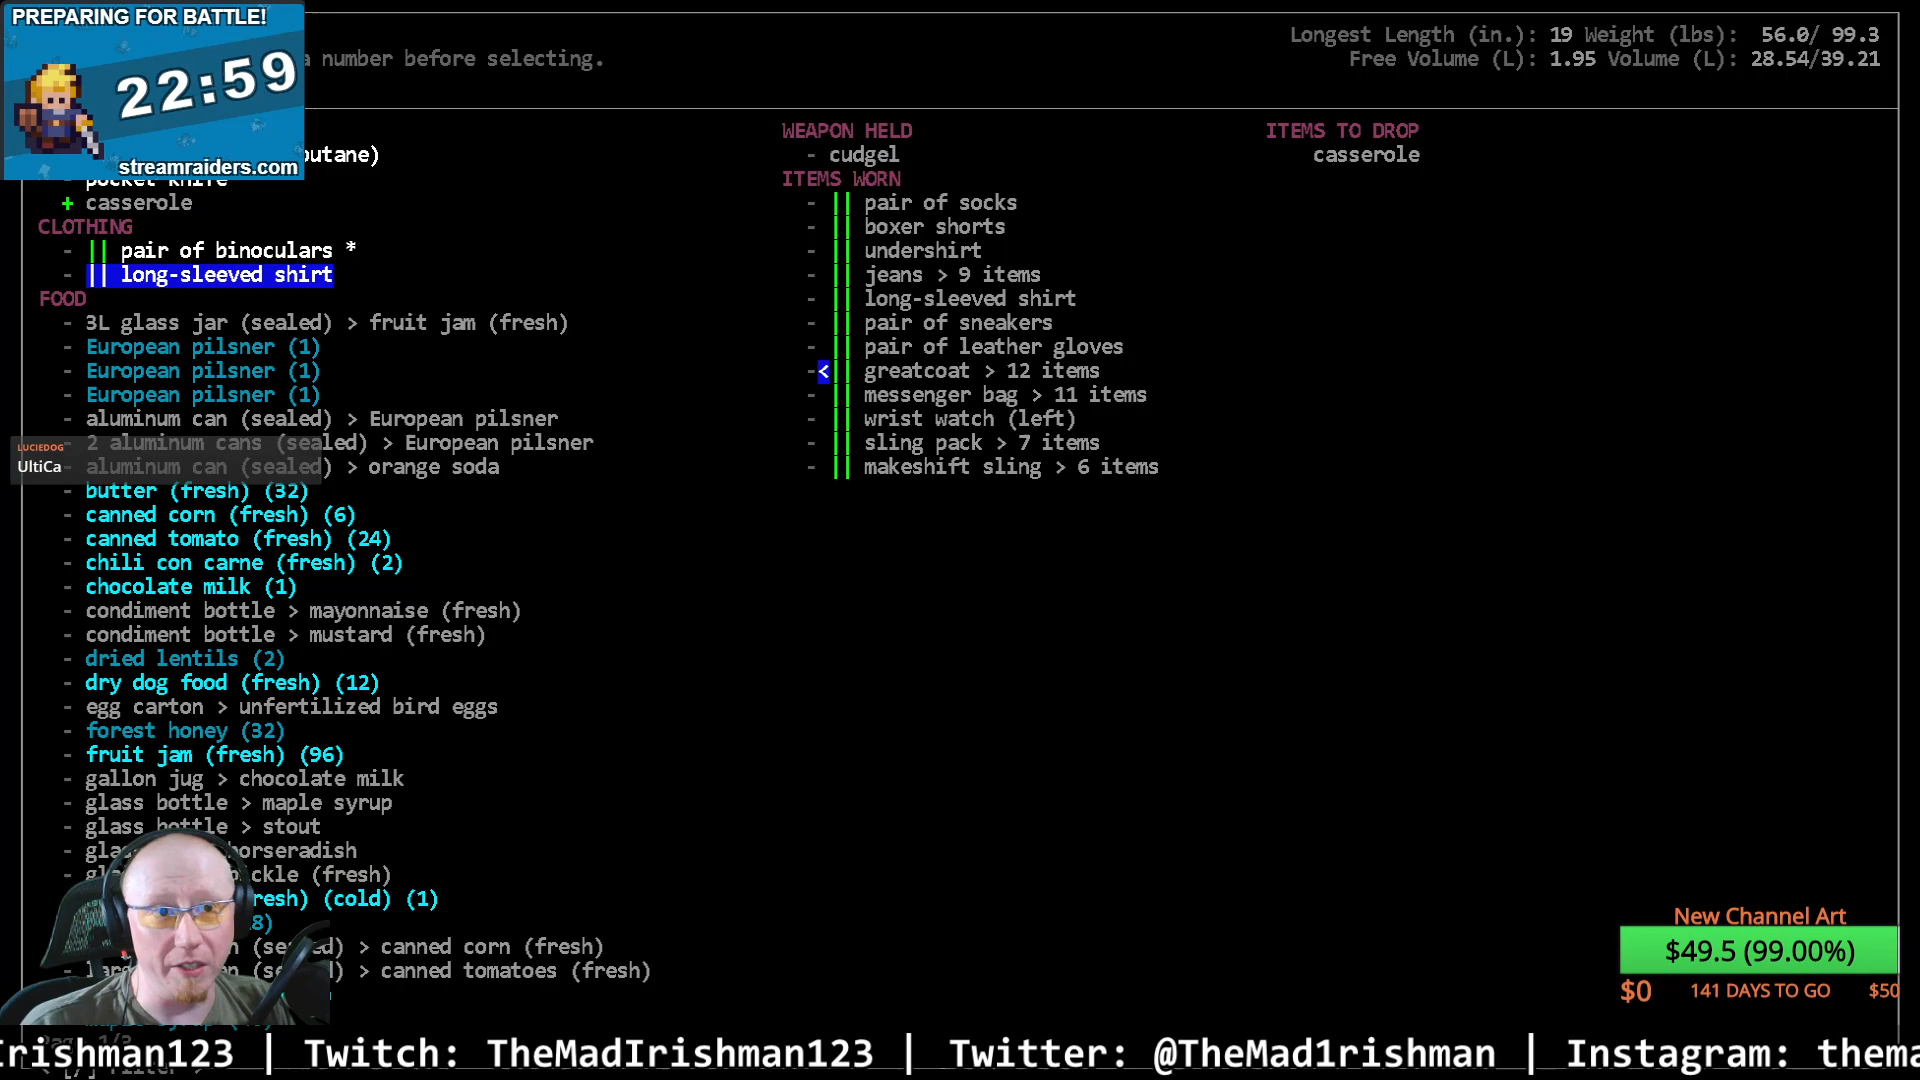 PREPARING FOR BATTLE!
22:59
streamraiders.com
a number before selecting.
Longest Length (in.): 19 Weight (lbs): 56.0/ 99.3
Free Volume (L): 1.95 Volume (L): 28.54/39.21
butane)
pocket knife
+ casserole
CLOTHING
- || pair of binoculars *
- || long-sleeved shirt
FOOD
- 3L glass jar (sealed) > fruit jam (fresh)
- European pilsner (1)
- European pilsner (1)
- European pilsner (1)
- aluminum can (sealed) > European pilsner
- 2 aluminum cans (sealed) > European pilsner
- aluminum can (sealed) > orange soda
LUCIEDOG
UltiCa
- butter (fresh) (32)
- canned corn (fresh) (6)
- canned tomato (fresh) (24)
- chili con carne (fresh) (2)
- chocolate milk (1)
- condiment bottle > mayonnaise (fresh)
- condiment bottle > mustard (fresh)
- dried lentils (2)
- dry dog food (fresh) (12)
- egg carton > unfertilized bird eggs
- forest honey (32)
- fruit jam (fresh) (96)
- gallon jug > chocolate milk
- glass bottle > maple syrup
- glass bottle > stout
horseradish
(fresh)
(cold) (1)
> canned corn (fresh)
> canned tomatoes (fresh)
WEAPON HELD
- cudgel
ITEMS WORN
- || pair of socks
- || boxer shorts
- || undershirt
- || jeans > 9 items
- || long-sleeved shirt
- || pair of sneakers
- || pair of leather gloves
-<|| greatcoat > 12 items
- || messenger bag > 11 items
- || wrist watch (left)
- || sling pack > 7 items
- || makeshift sling > 6 items
ITEMS TO DROP
casserole
New Channel Art
$49.5 (99.00%)
$0 141 DAYS TO GO $50
Irishman123 | Twitch: TheMadIrishman123 | Twitter: @TheMad1rishman | Instagram: thema